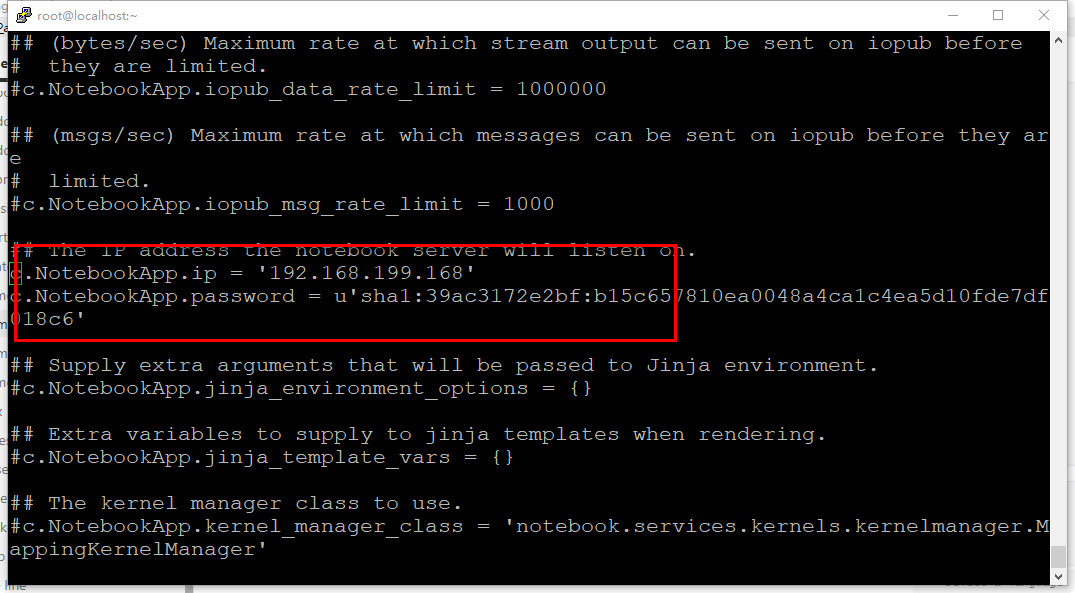 root@localhost:~
## (bytes/sec) Maximum rate at which stream output can be sent on iopub before
#  they are limited.
#c.NotebookApp.iopub_data_rate_limit = 1000000
## (msgs/sec) Maximum rate at which messages can be sent on iopub before they ar
e
#  limited.
#c.NotebookApp.iopub_msg_rate_limit = 1000
## The IP address the notebook server will listen on.
c.NotebookApp.ip = '192.168.199.168'
c.NotebookApp.password = u'sha1:39ac3172e2bf:b15c657810ea0048a4ca1c4ea5d10fde7df
018c6'
## Supply extra arguments that will be passed to Jinja environment.
#c.NotebookApp.jinja_environment_options = {}
## Extra variables to supply to jinja templates when rendering.
#c.NotebookApp.jinja_template_vars = {}
## The kernel manager class to use.
#c.NotebookApp.kernel_manager_class = 'notebook.services.kernels.kernelmanager.M
appingKernelManager'
line